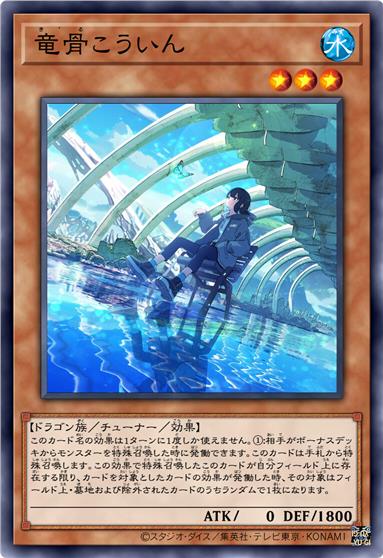 竜骨こういん
水
【ドラゴン族／チューナー／効果】
このカード名の効果は1ターンに1度しか使えません。①:相手がボーナスデッ
キからモンスターを特殊召喚した時に発動できます。このカードは手札から特
殊召喚します。この効果で特殊召喚したこのカードが自分フィールド上に存
在する限り、カードを対象としたカードの効果が発動した時、その対象はフィ
ールド上・墓地および除外されたカードのうちランダムで1枚になります。
ATK/ 0 DEF/1800
©スタジオ・ダイス／集英社・テレビ東京・KONAMI